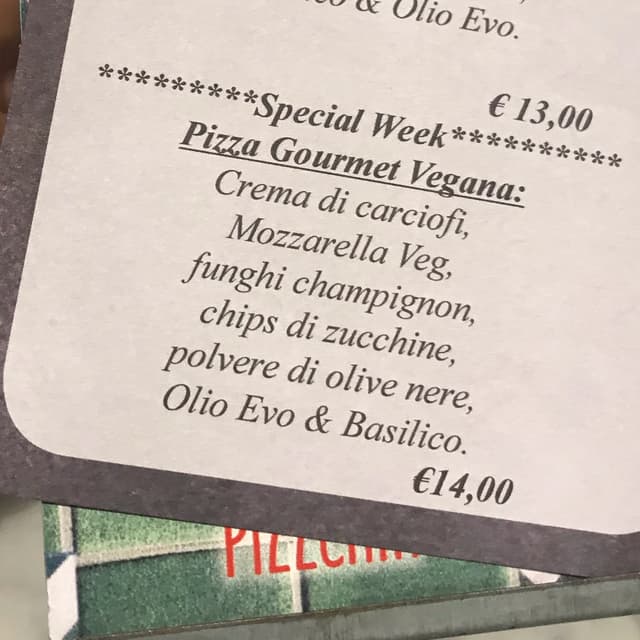 & Olio Evo.
€ 13,00
*********Special Week**********
Pizza Gourmet Vegana:
Crema di carciofi,
Mozzarella Veg,
funghi champignon,
chips di zucchine,
polvere di olive nere,
Olio Evo & Basilico.
€14,00